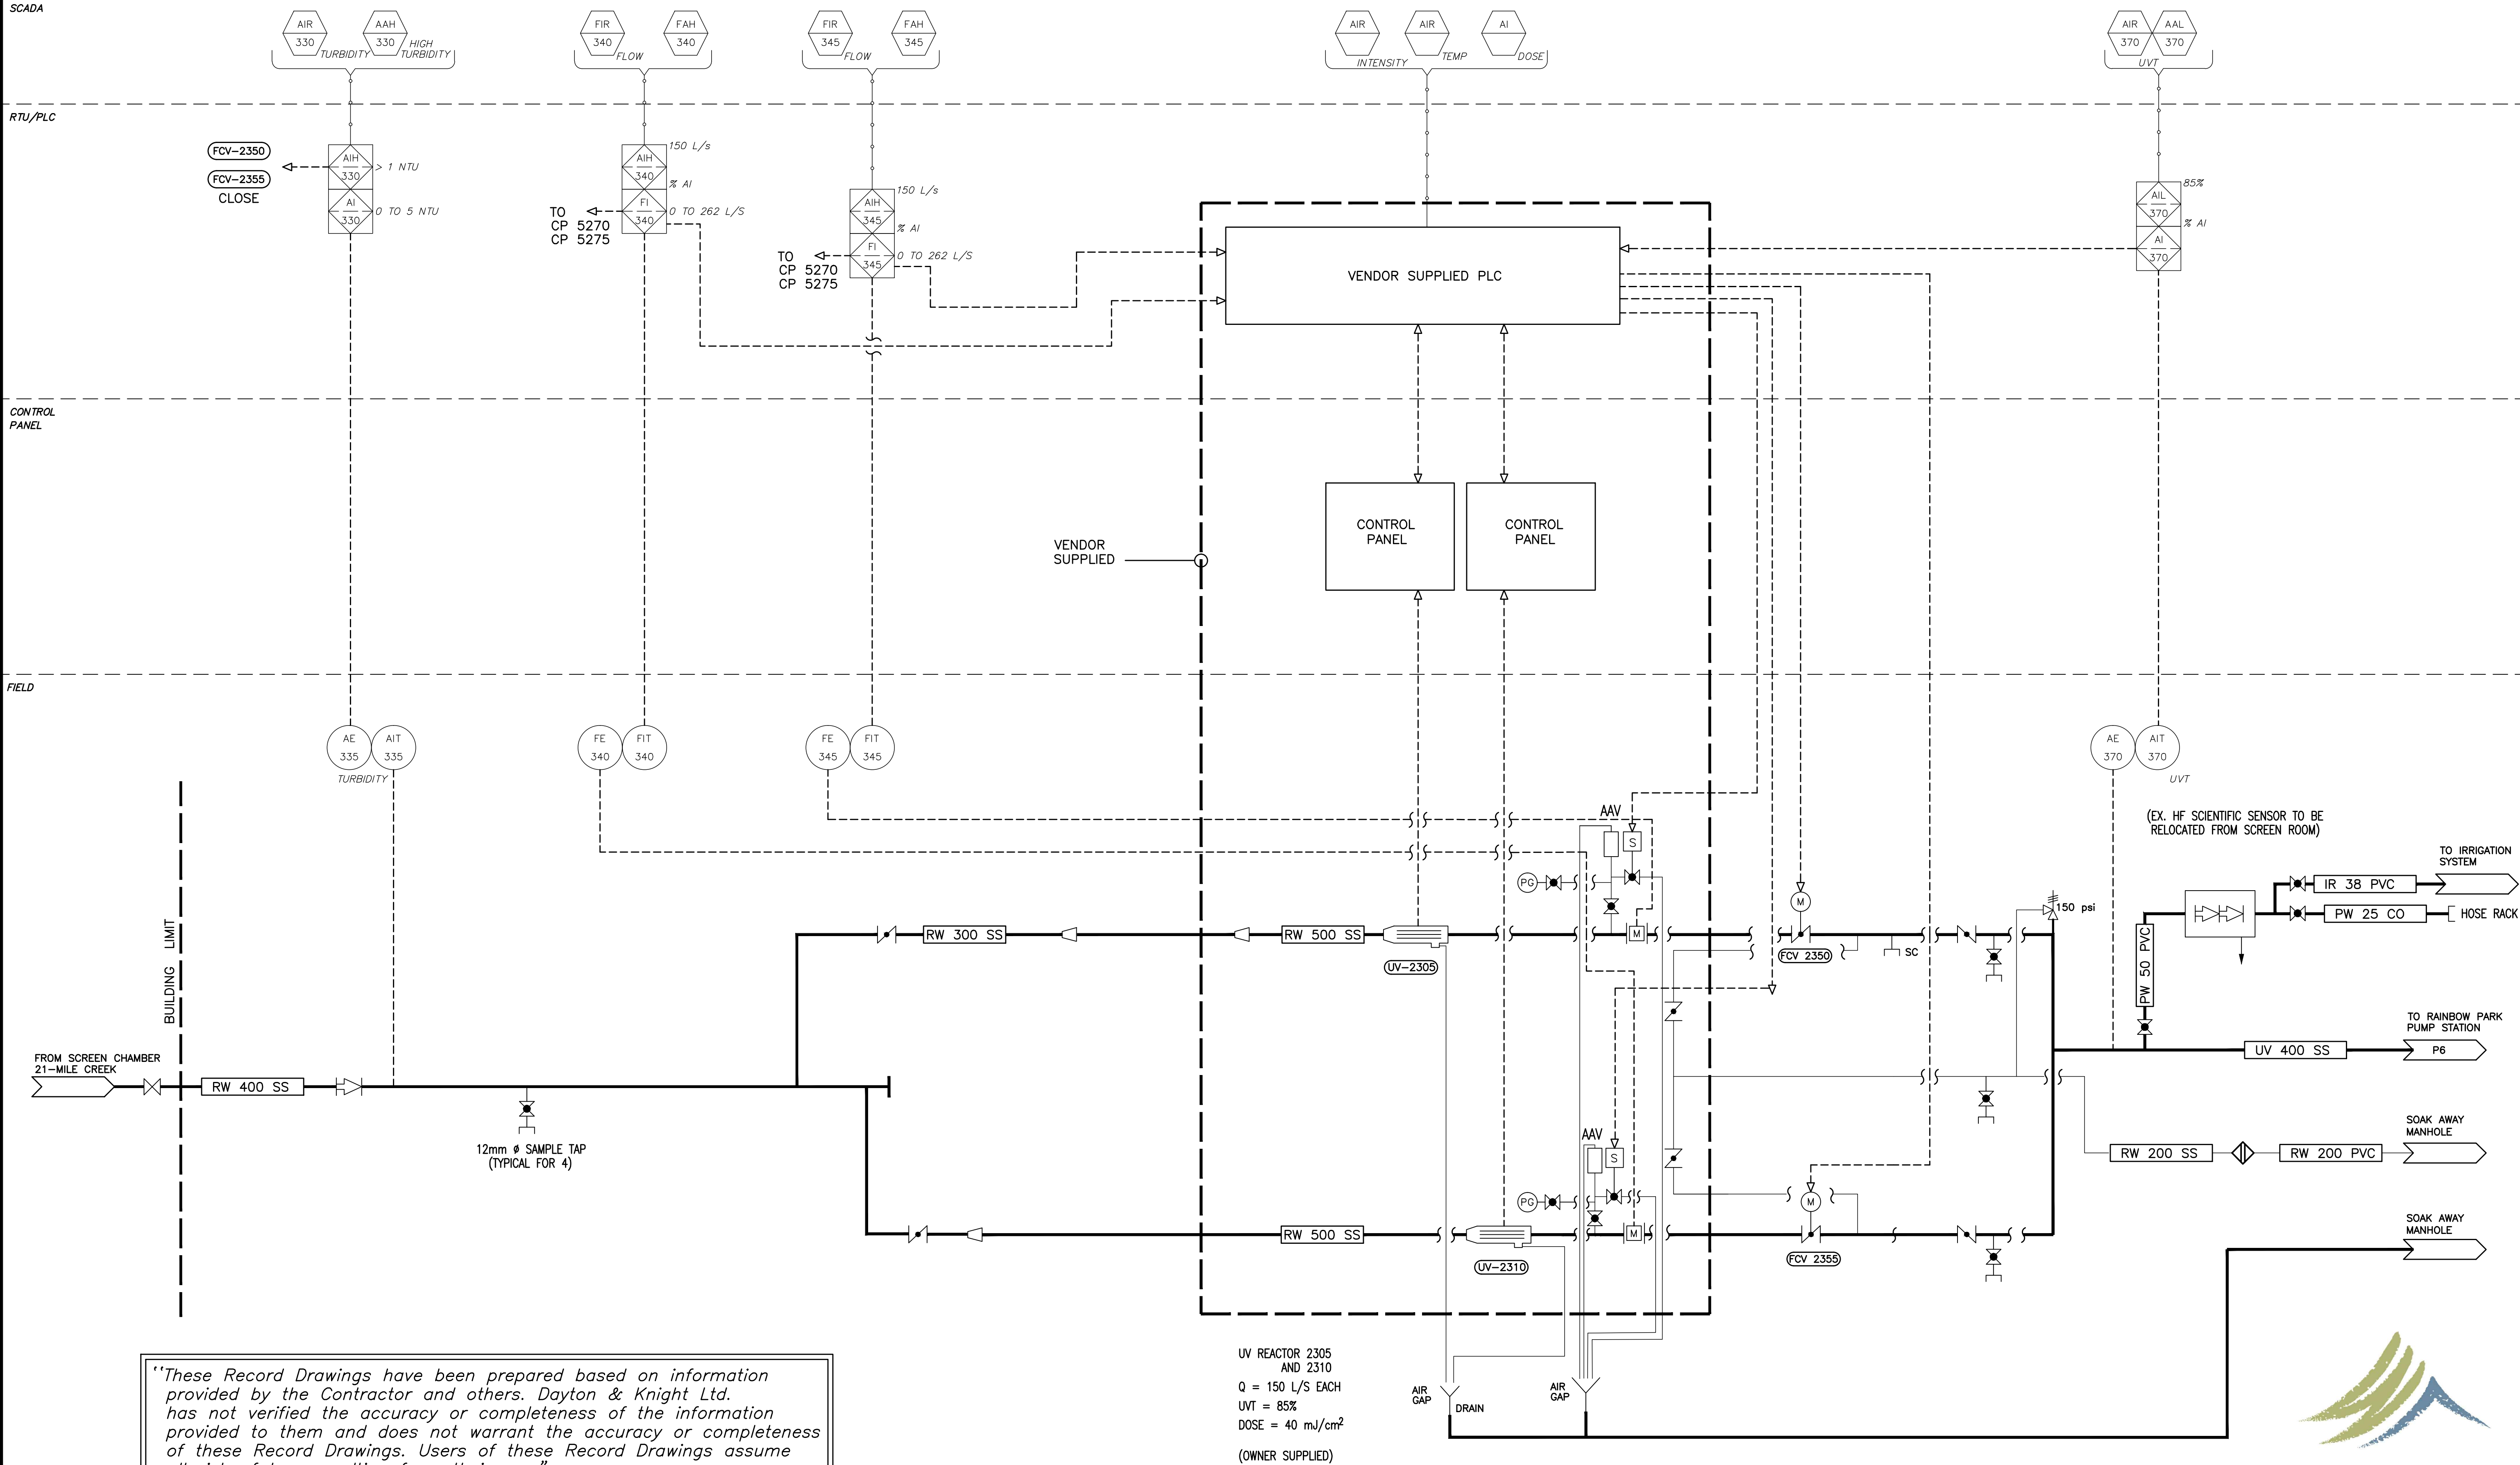 SCADA
AIR
330
TURBIDITY
AAH
330
HIGH
TURBIDITY
FIR
340
FLOW
FAH
340
FIR
345
FLOW
FAH
345
AIR
INTENSITY
AIR
TEMP
AI
DOSE
AIR
370
AAL
370
UVT
RTU/PLC
FCV-2350
FCV-2355
CLOSE
AIH
330
> 1 NTU
AI
330
0 TO 5 NTU
AIH
340
150 L/s
% AI
FI
340
0 TO 262 L/S
TO
CP 5270
CP 5275
AIH
345
150 L/s
% AI
FI
345
0 TO 262 L/S
TO
CP 5270
CP 5275
VENDOR SUPPLIED PLC
AIL
370
85%
% AI
AI
370
CONTROL
PANEL
VENDOR
SUPPLIED
CONTROL
PANEL
CONTROL
PANEL
FIELD
AE
335
AIT
335
TURBIDITY
FE
340
FIT
340
FE
345
FIT
345
AE
370
AIT
370
UVT
(EX. HF SCIENTIFIC SENSOR TO BE
RELOCATED FROM SCREEN ROOM)
AAV
S
PG
M
M
150 psi
TO IRRIGATION
SYSTEM
IR 38 PVC
PW 25 CO
HOSE RACK
PW 50 PVC
BUILDING LIMIT
RW 300 SS
RW 500 SS
UV-2305
FCV 2350
SC
FROM SCREEN CHAMBER
21-MILE CREEK
RW 400 SS
12mm ø SAMPLE TAP
(TYPICAL FOR 4)
TO RAINBOW PARK
PUMP STATION
UV 400 SS
P6
AAV
S
PG
M
M
SOAK AWAY
MANHOLE
RW 200 SS
RW 200 PVC
RW 500 SS
UV-2310
FCV 2355
SOAK AWAY
MANHOLE
UV REACTOR 2305
AND 2310
Q = 150 L/S EACH
UVT = 85%
DOSE = 40 mJ/cm2
(OWNER SUPPLIED)
AIR
GAP
DRAIN
AIR
GAP
"These Record Drawings have been prepared based on information
provided by the Contractor and others. Dayton & Knight Ltd.
has not verified the accuracy or completeness of the information
provided to them and does not warrant the accuracy or completeness
of these Record Drawings. Users of these Record Drawings assume